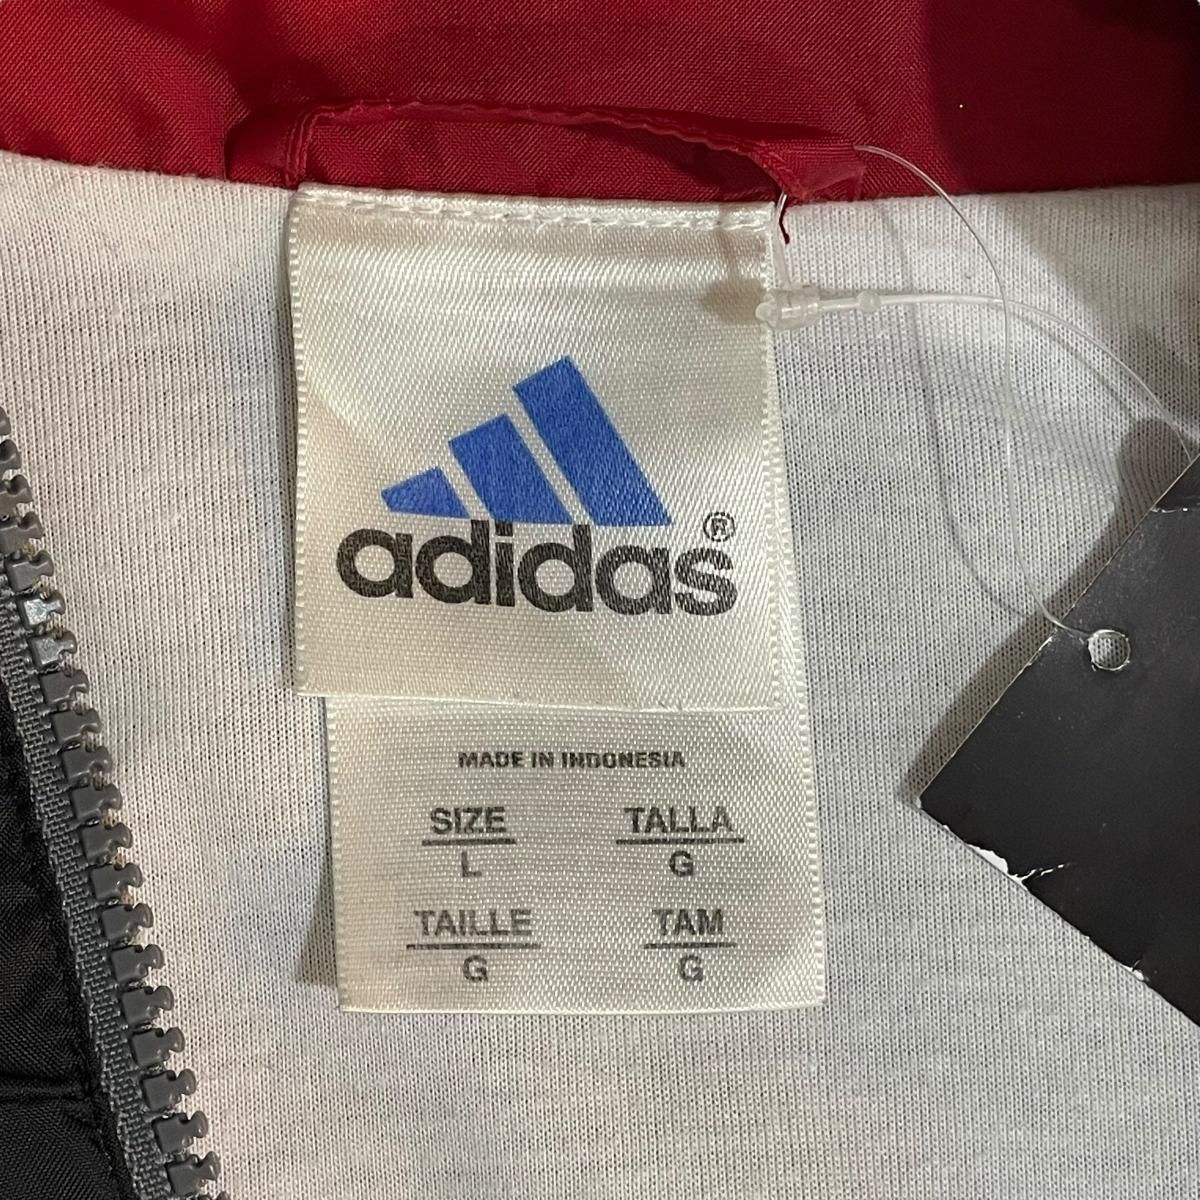 adidas®
MADE IN INDONESIA
SIZE TALLA
L G
TAILLE TAM
G G